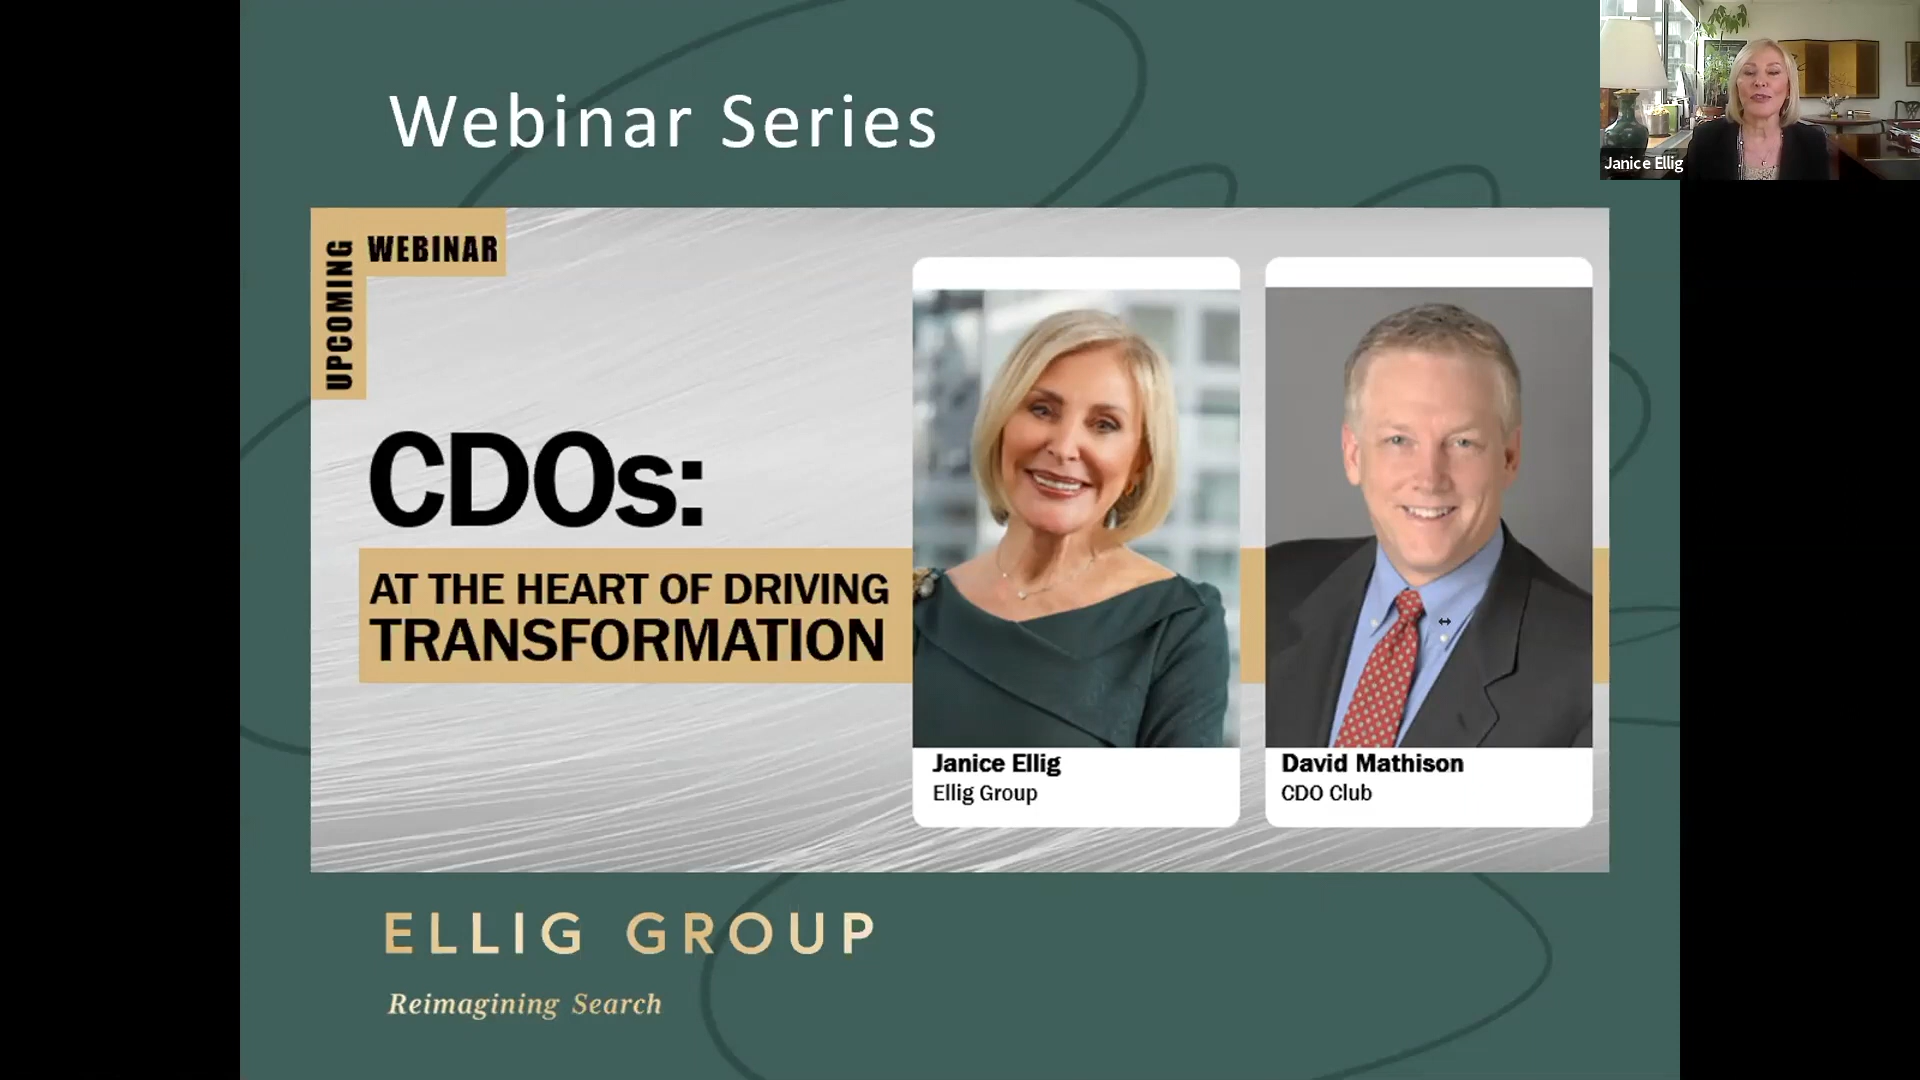 Webinar Series
Janice Ellig
UPCOMING
WEBINAR
CDOs:
AT THE HEART OF DRIVING
TRANSFORMATION
Janice Ellig
Ellig Group
David Mathison
CDO Club
ELLIG GROUP
Reimagining Search